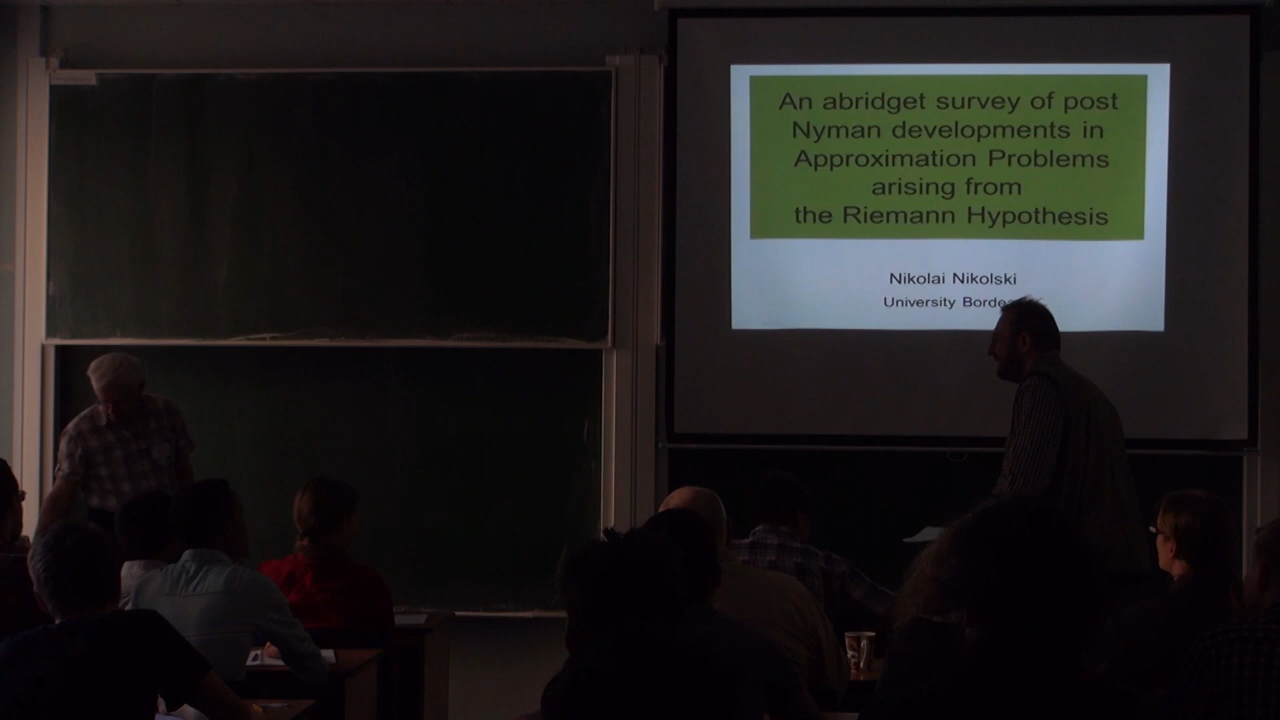 An abridget survey of post
Nyman developments in
Approximation Problems
arising from
the Riemann Hypothesis
Nikolai Nikolski
University